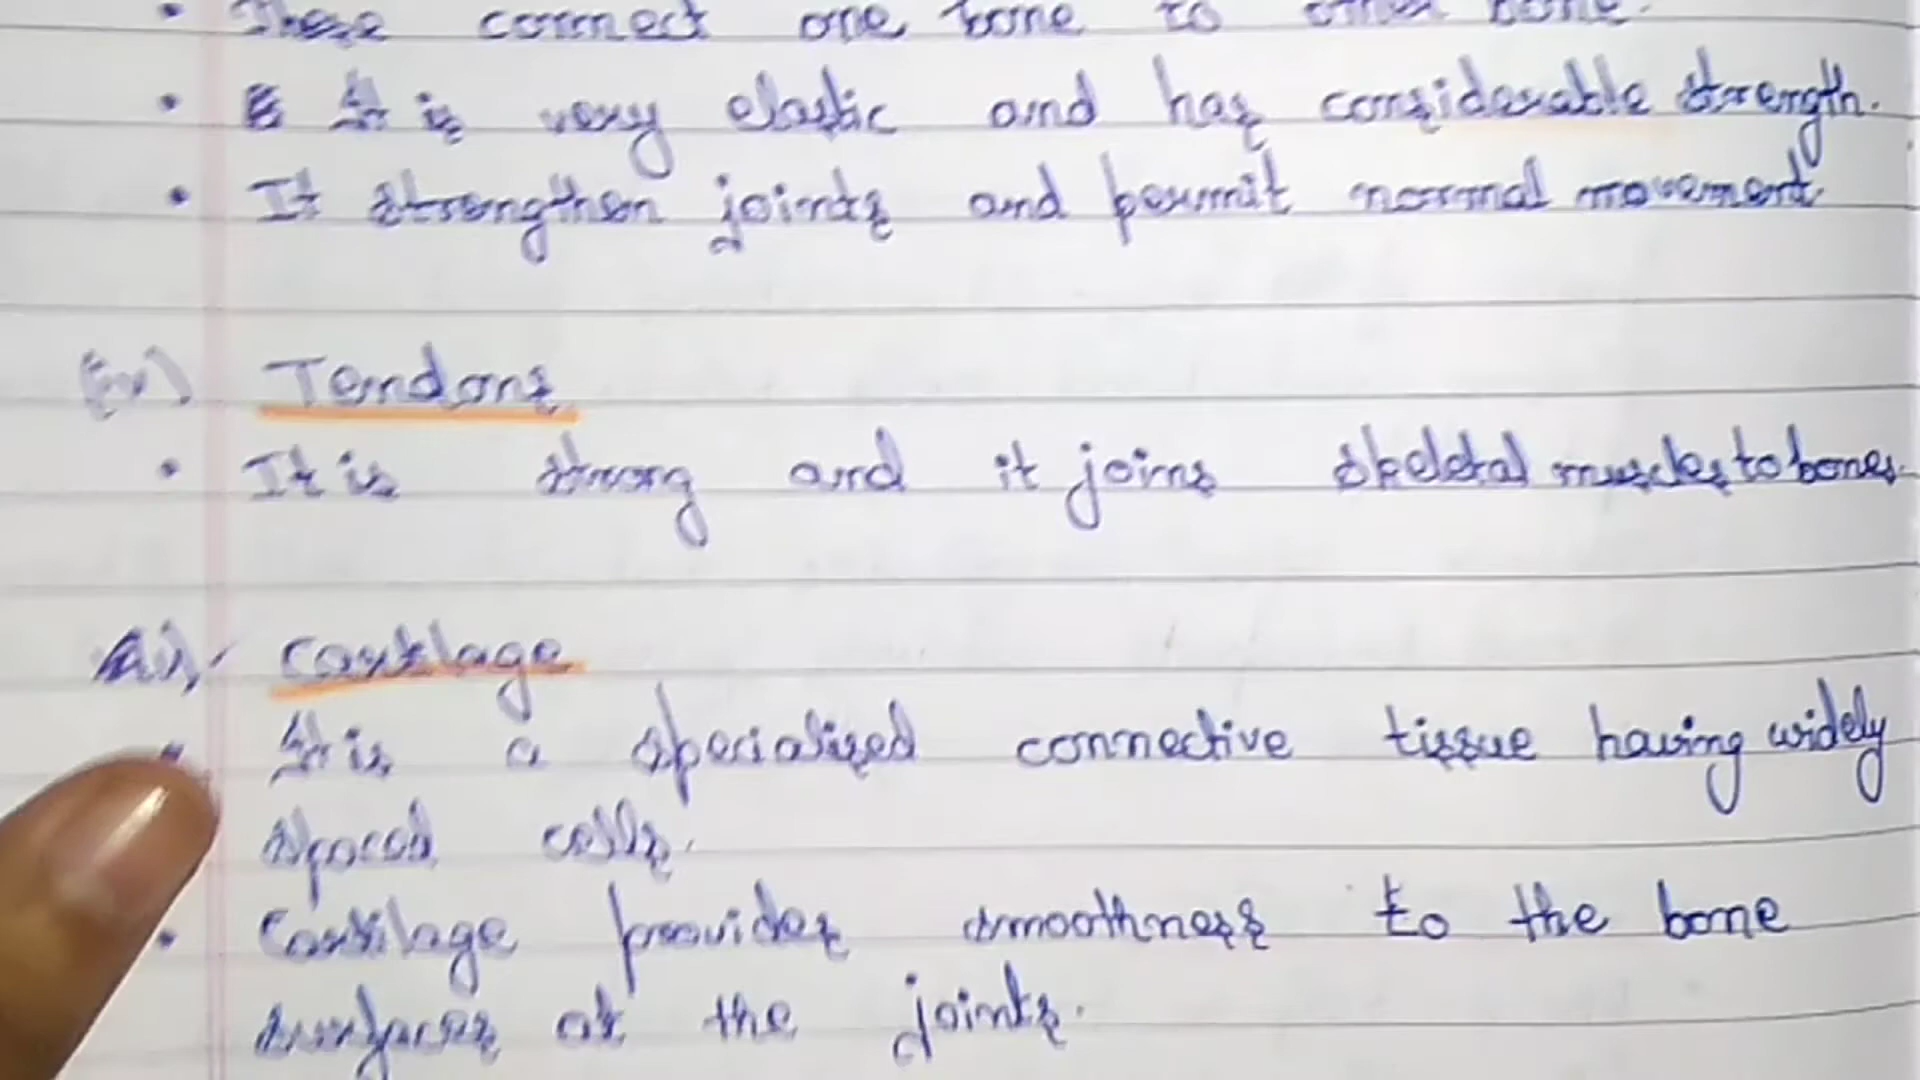 • These connect one bone to other bone.
• It is very elastic and has considerable strength.
• It strengthen joints and permit normal movement.
(iv) Tendons
• It is strong and it joins skeletal muscles to bones.
Cartilage
• It is a specialized connective tissue having widely
spaced cells.
• Cartilage provides smoothness to the bone
surfaces at the joints.